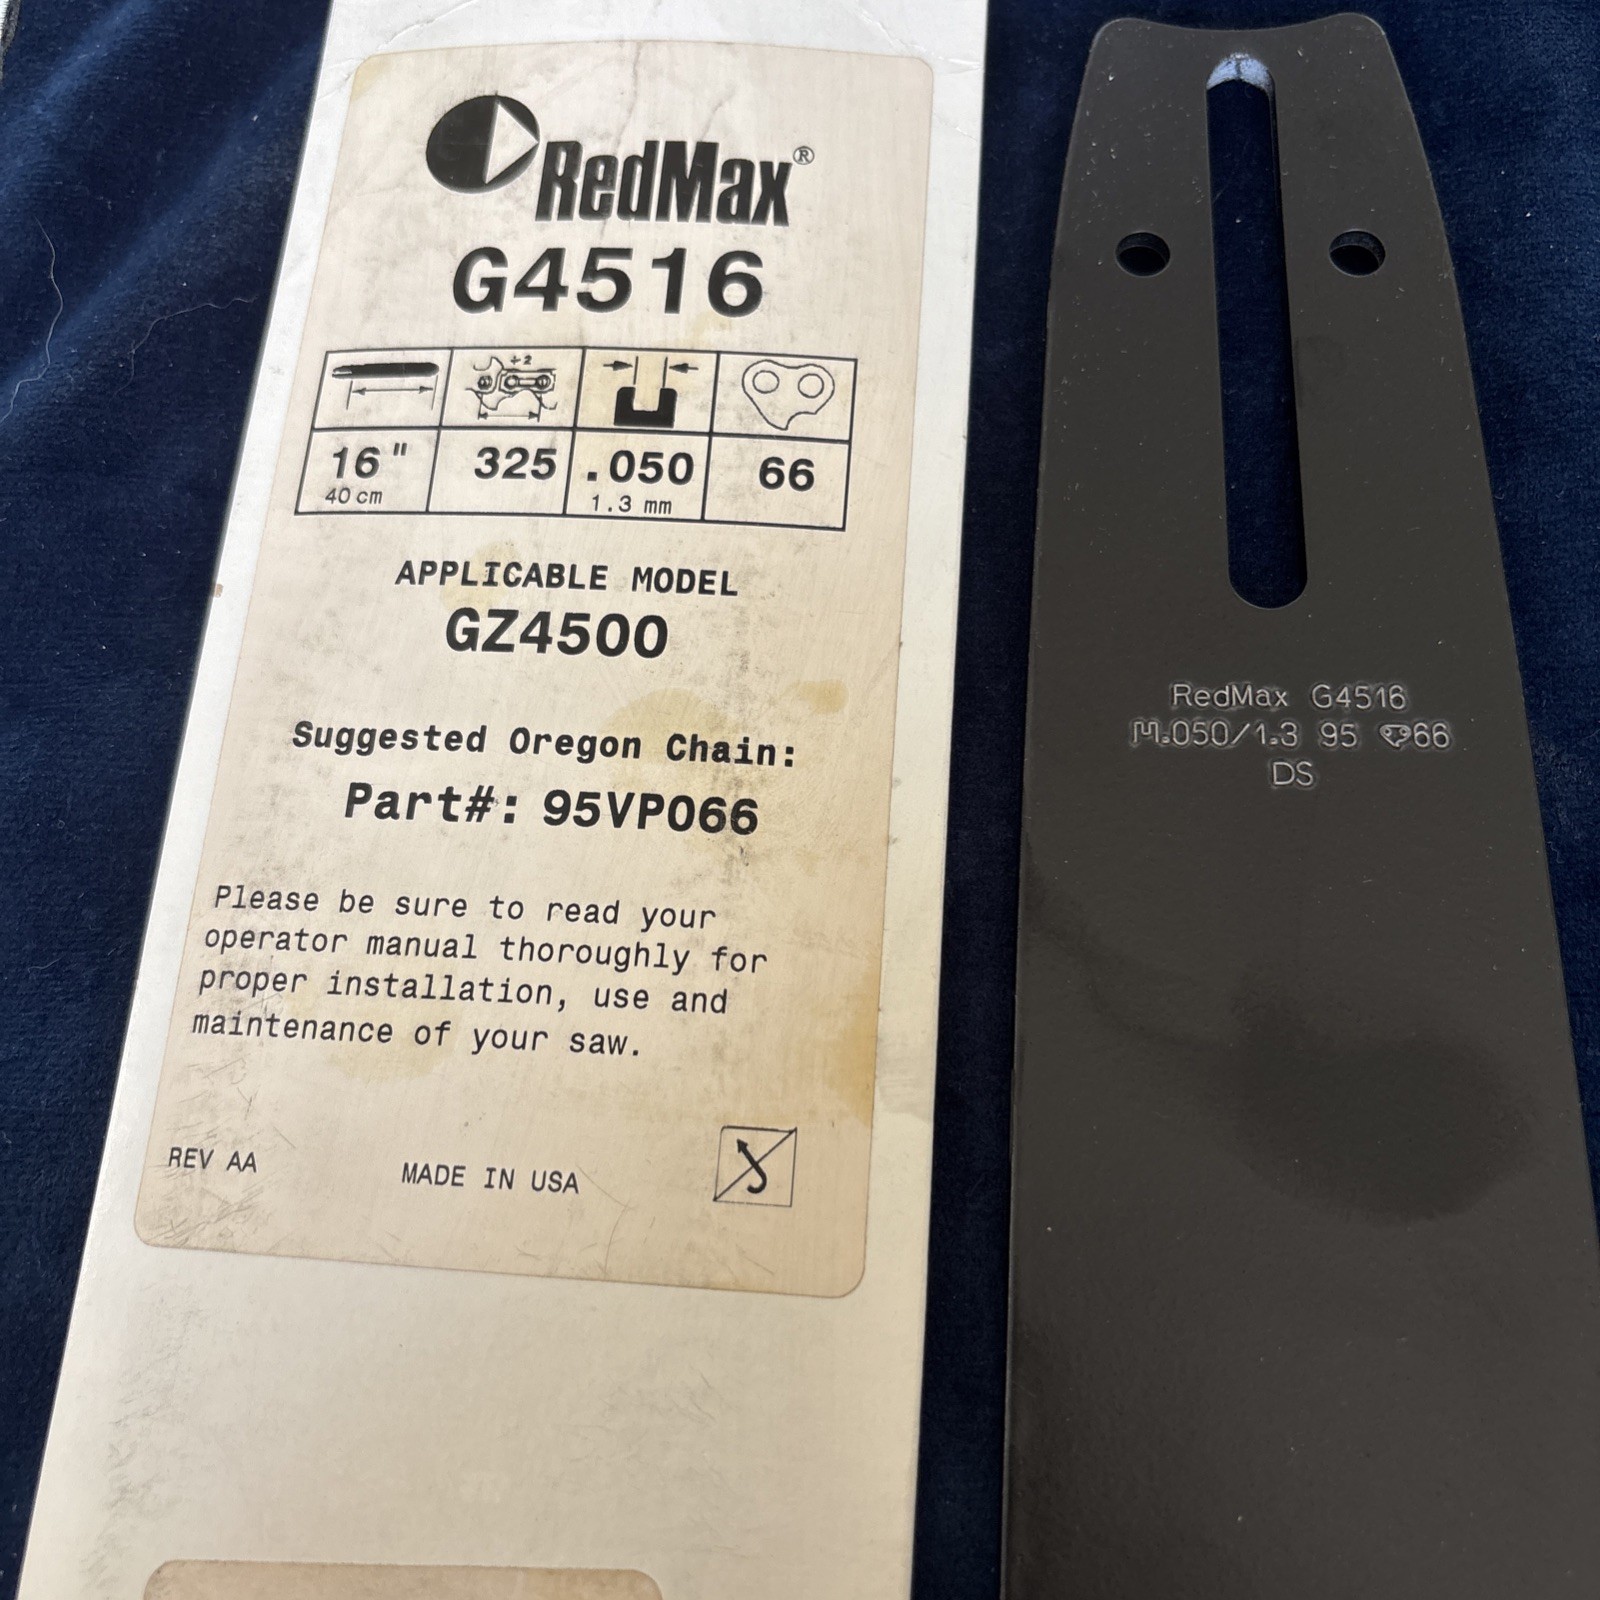 RedMax®
G4516
÷2
16" 325 .050 66
40 cm 1.3 mm
APPLICABLE MODEL
GZ4500
Suggested Oregon Chain:
Part#: 95VP066
Please be sure to read your
operator manual thoroughly for
proper installation, use and
maintenance of your saw.
REV AA MADE IN USA
RedMax G4516
.050/1.3 95 66
DS